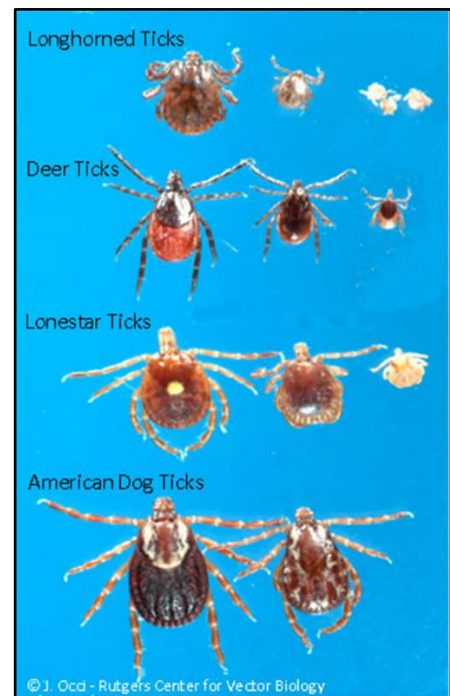 Longhorned Ticks
Deer Ticks
Lonestar Ticks
American Dog Ticks
© J. Occi - Rutgers Center for Vector Biology